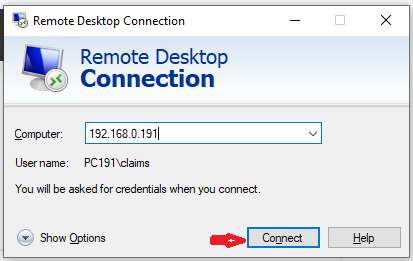 Remote Desktop Connection
Remote Desktop
Connection
Computer: 192.168.0.191
User name: PC191\claims
You will be asked for credentials when you connect.
Show Options Connect Help